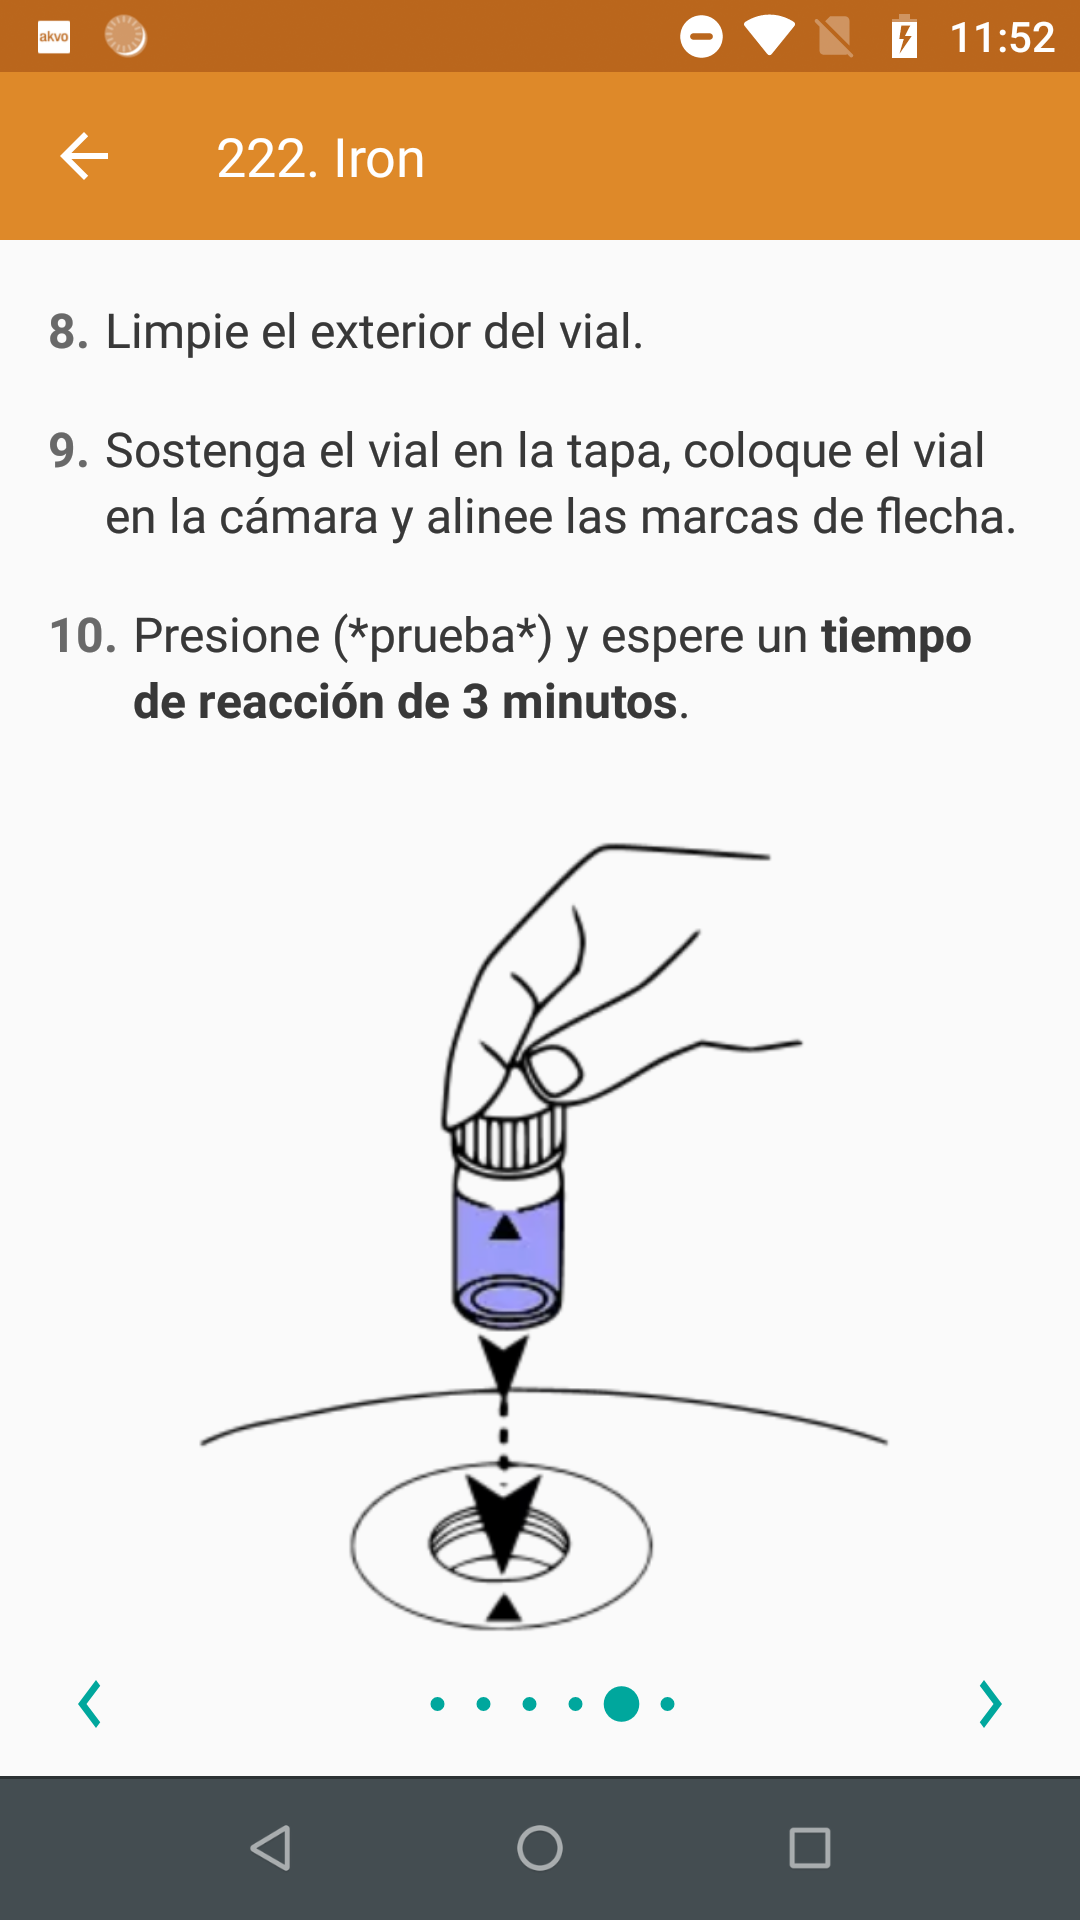 akvo
11:52
222. Iron
8. Limpie el exterior del vial.
9. Sostenga el vial en la tapa, coloque el vial
en la cámara y alinee las marcas de flecha.
10. Presione (*prueba*) y espere un tiempo
de reacción de 3 minutos.